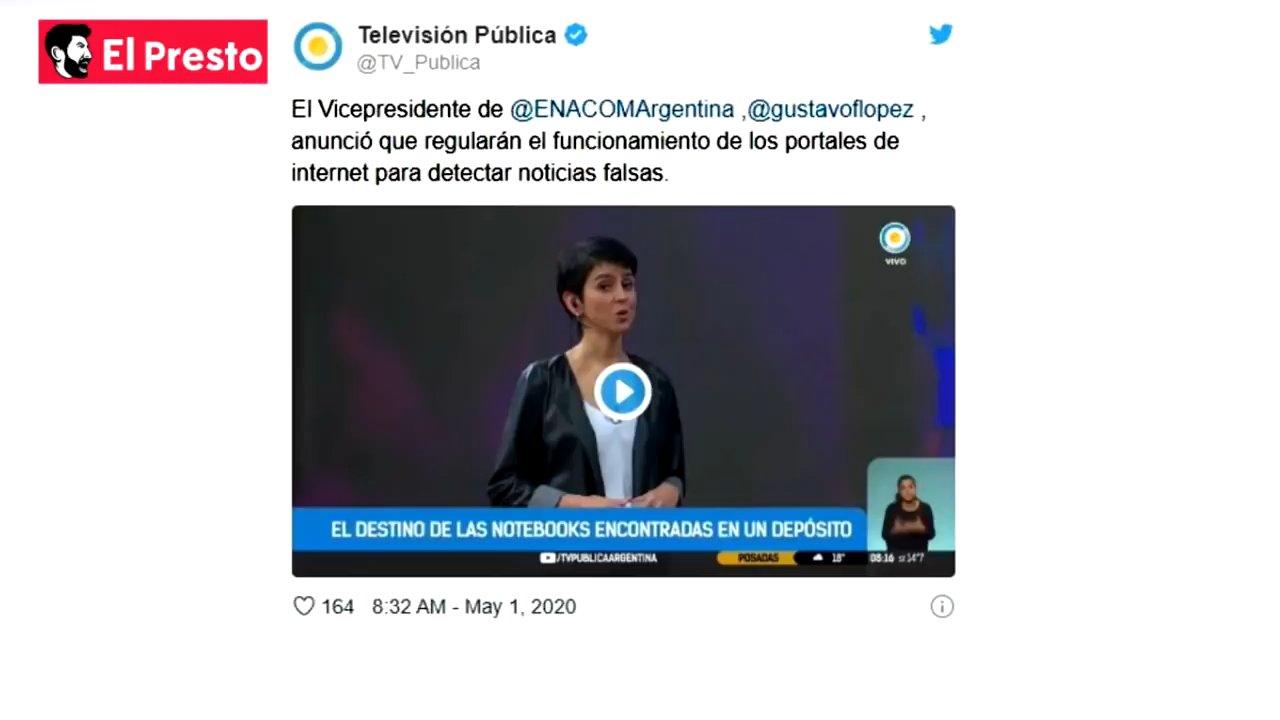 El Presto
Televisión Pública
@TV_Publica
El Vicepresidente de @ENACOMArgentina ,@gustavoflopez ,
anunció que regularán el funcionamiento de los portales de
internet para detectar noticias falsas.
VIVO
EL DESTINO DE LAS NOTEBOOKS ENCONTRADAS EN UN DEPÓSITO
/TVPUBLICAARGENTINA
POSADAS
18°
08:16
164 8:32 AM - May 1, 2020